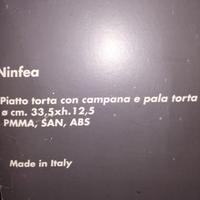 Ninfea
Piatto torta con campana e pala torta
ø cm. 33,5xh.12,5
PMMA, SAN, ABS
Made in Italy